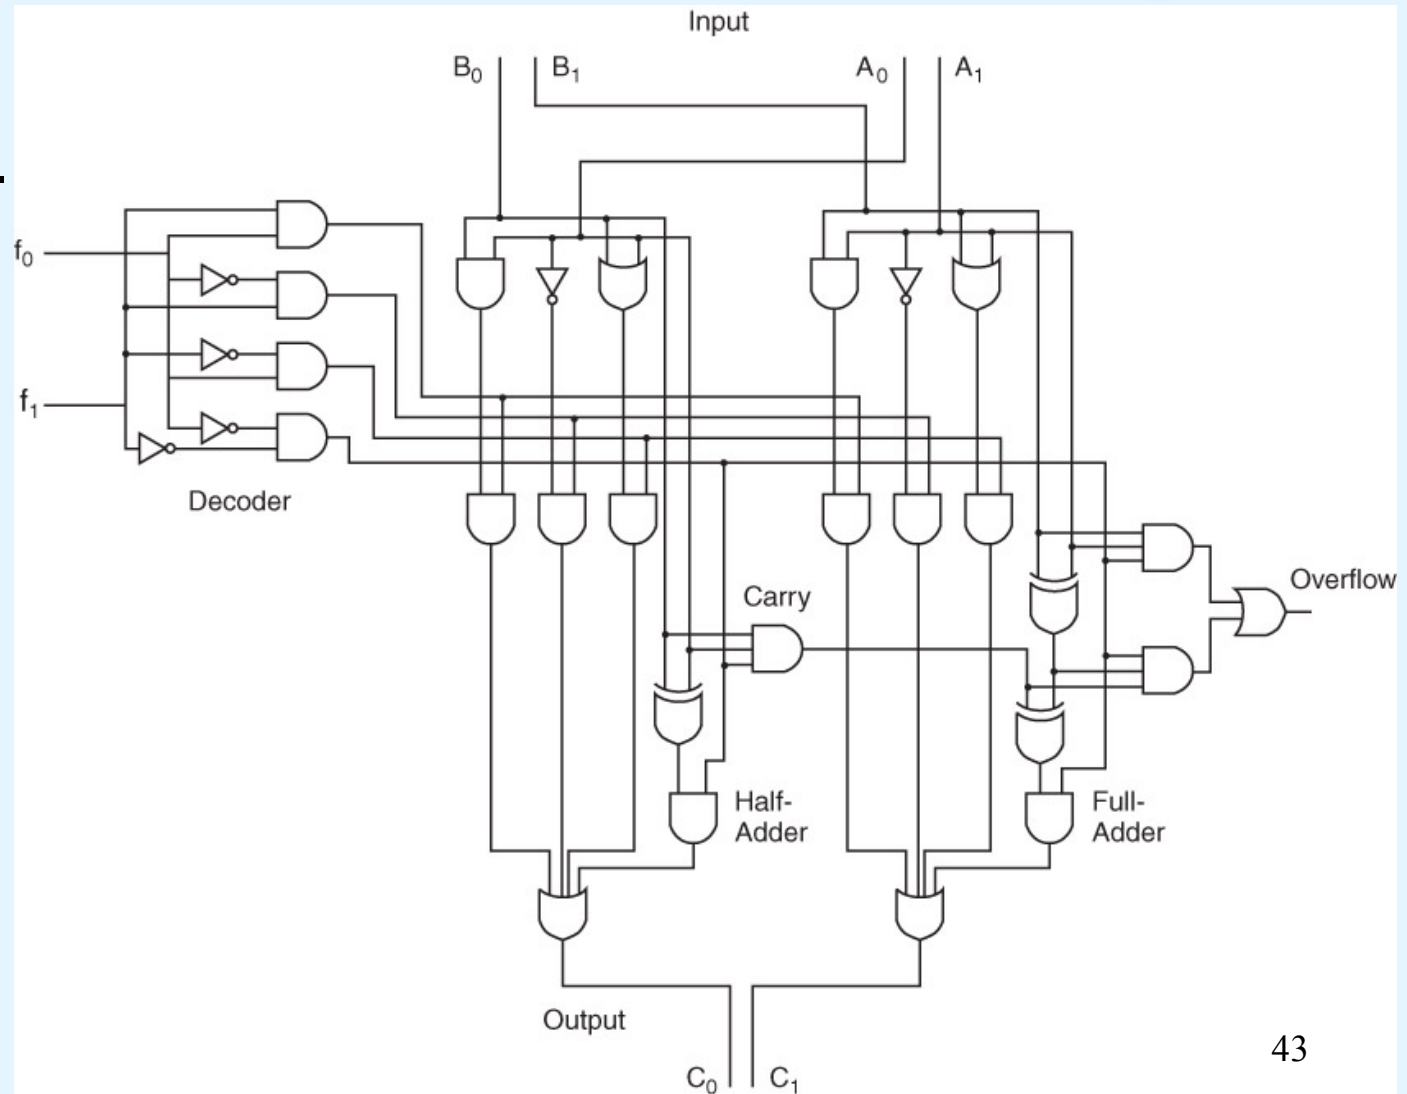 Input
B₀ B₁ A₀ A₁
f₀
f₁
Decoder
Carry
Overflow
Half-
Adder
Full-
Adder
Output
C₀ C₁
43